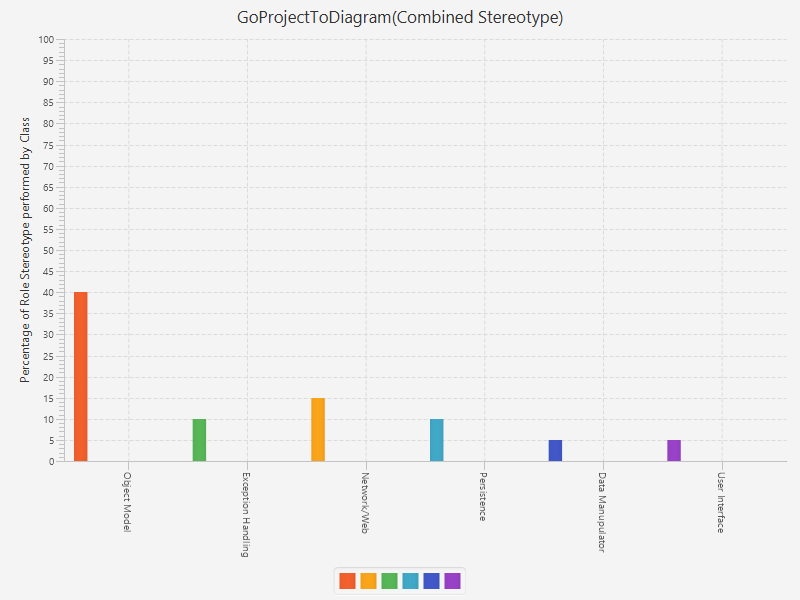 GoProjectToDiagram(Combined Stereotype)
Percentage of Role Stereotype performed by Class
100
95
90
85
80
75
70
65
60
55
50
45
40
35
30
25
20
15
10
5
0
Object Model
Exception Handling
Network/Web
Persistence
Data Manupulator
User Interface